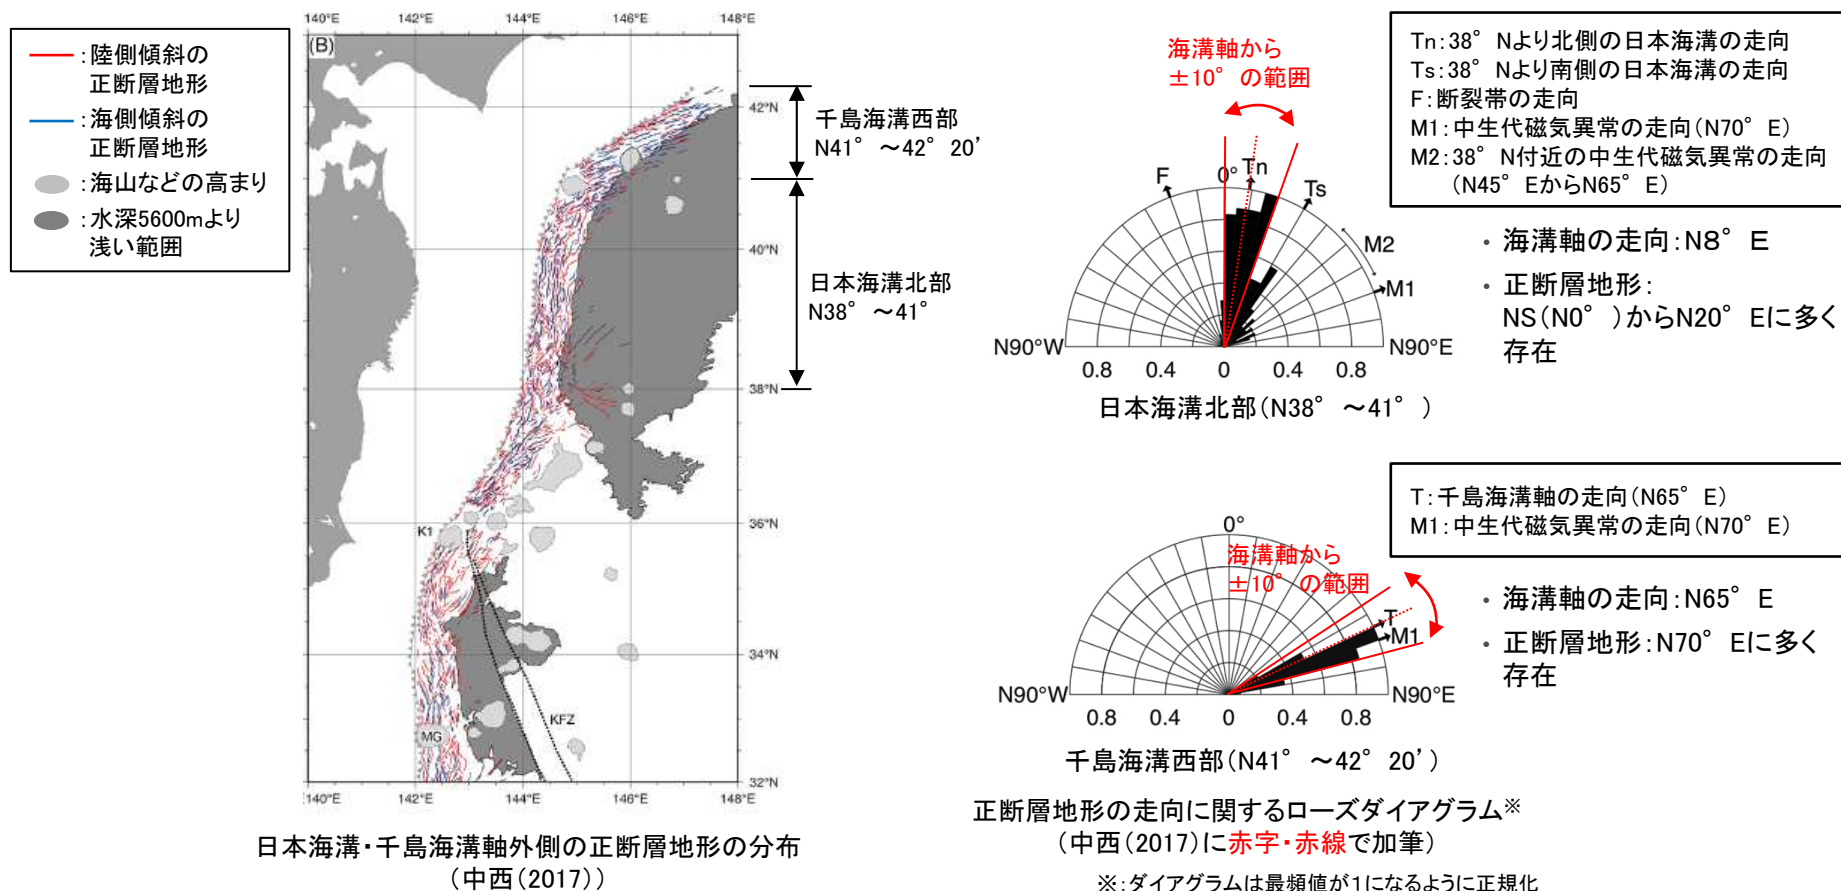 140°E 142°E 144°E 146°E 148°E
(B)
:陸側傾斜の
正断層地形
:海側傾斜の
正断層地形
:海山などの高まり
:水深5600mより
浅い範囲
42°N
40°N
38°N
36°N
34°N
32°N
K1
MG
KFZ
140°E 142°E 144°E 146°E 148°E
千島海溝西部
N41° ～42° 20’
日本海溝北部
N38° ～41°
日本海溝・千島海溝軸外側の正断層地形の分布
(中西(2017))
海溝軸から
±10° の範囲
F 0° Tn Ts M2 M1
N90°W N90°E
0.8 0.4 0 0.4 0.8
日本海溝北部(N38° ～41° )
Tn:38° Nより北側の日本海溝の走向
Ts:38° Nより南側の日本海溝の走向
F:断裂帯の走向
M1:中生代磁気異常の走向(N70° E)
M2:38° N付近の中生代磁気異常の走向
(N45° EからN65° E)
・ 海溝軸の走向:N8° E
・ 正断層地形:
NS(N0° )からN20° Eに多く
存在
T:千島海溝軸の走向(N65° E)
M1:中生代磁気異常の走向(N70° E)
0°
海溝軸から
±10° の範囲
T
M1
N90°W N90°E
0.8 0.4 0 0.4 0.8
千島海溝西部(N41° ～42° 20’)
・ 海溝軸の走向:N65° E
・ 正断層地形:N70° Eに多く
存在
正断層地形の走向に関するローズダイアグラム※
(中西(2017)に赤字・赤線で加筆)
※:ダイアグラムは最頻値が1になるように正規化